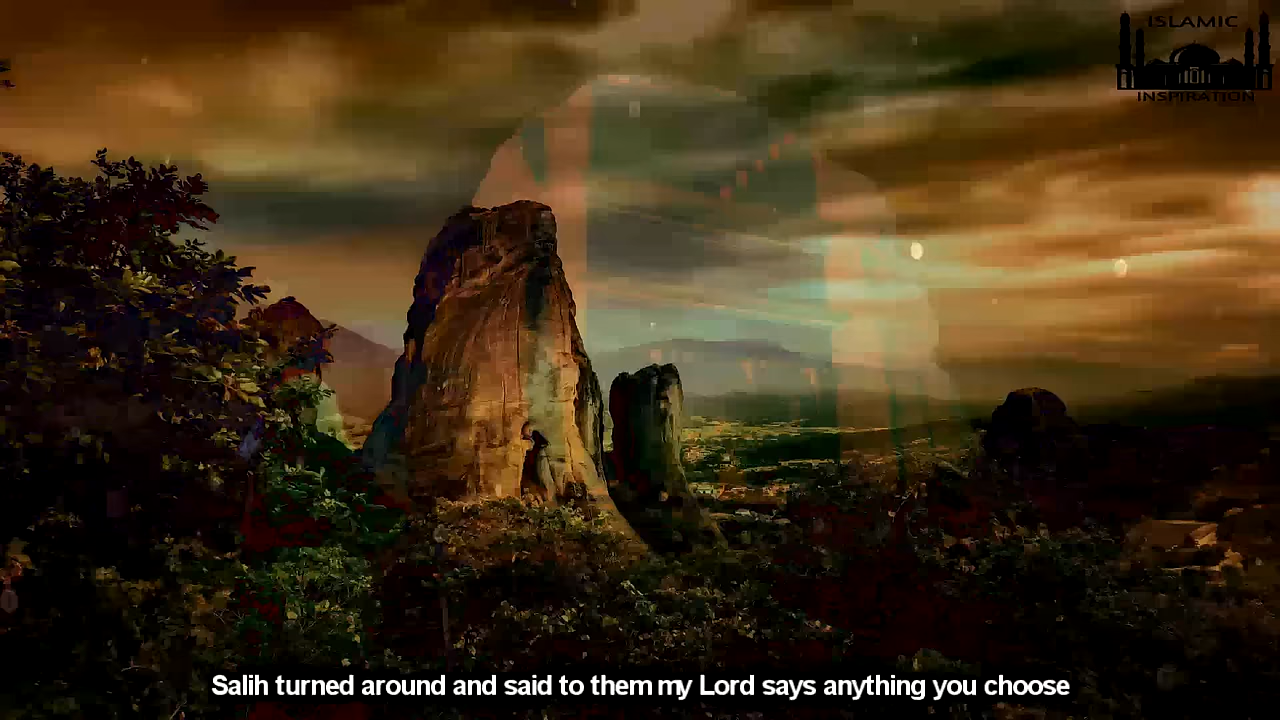 ISLAMIC
INSPIRATION
Salih turned around and said to them my Lord says anything you choose